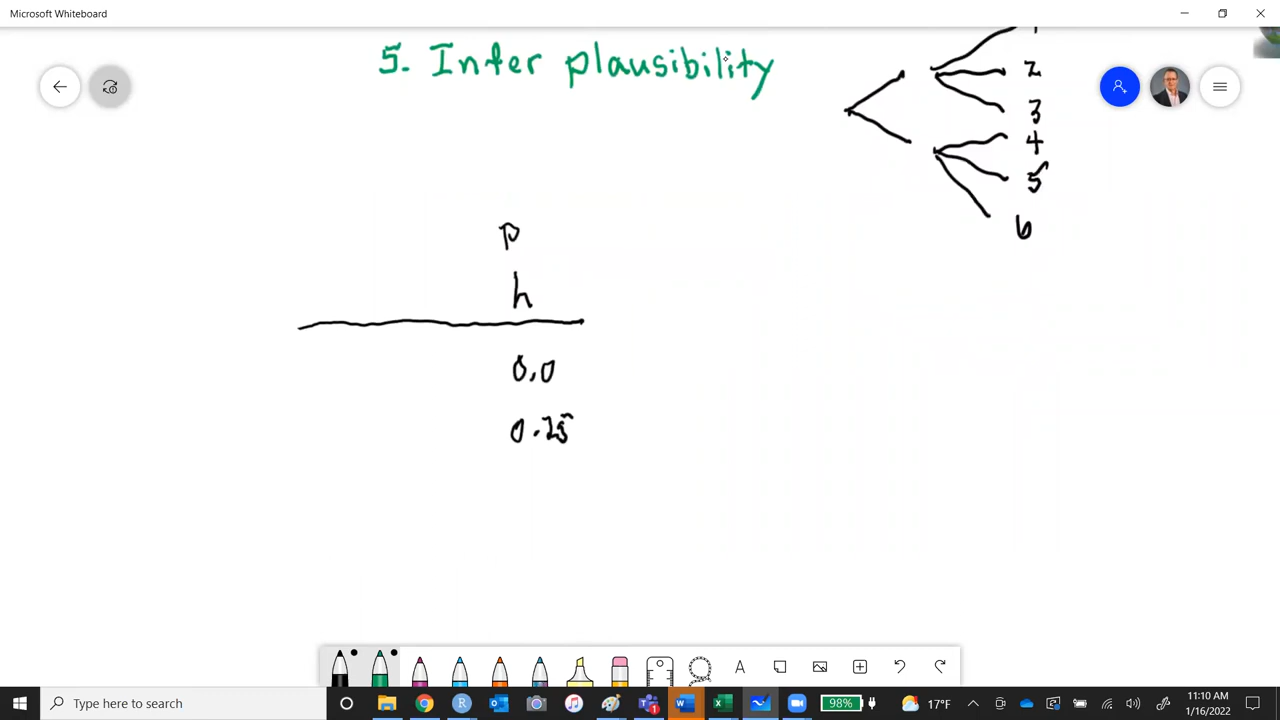 Microsoft Whiteboard
5. Infer plausibility
2
3
4
5
6
p
h
0.0
0.25
A
Type here to search
98%
17°F
11:10 AM
1/16/2022